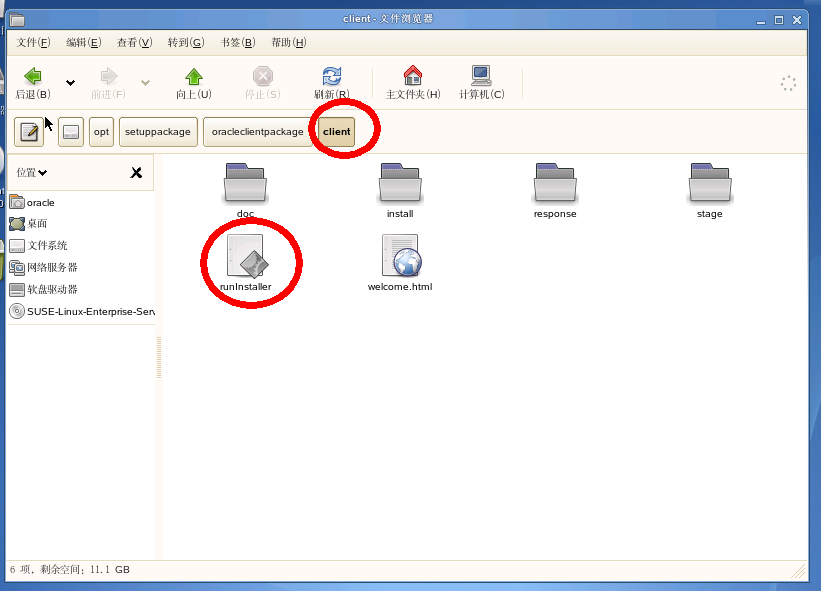 client - 文件浏览器
文件(F) 编辑(E) 查看(V) 转到(G) 书签(B) 帮助(H)
后退(B) 前进(F) 向上(U) 停止(S) 刷新(R) 主文件夹(H) 计算机(C)
opt setuppackage oracleclientpackage client
位置
oracle
桌面
文件系统
网络服务器
软盘驱动器
SUSE-Linux-Enterprise-Serv
doc install response stage
runInstaller welcome.html
6 项, 剩余空间: 11.1 GB